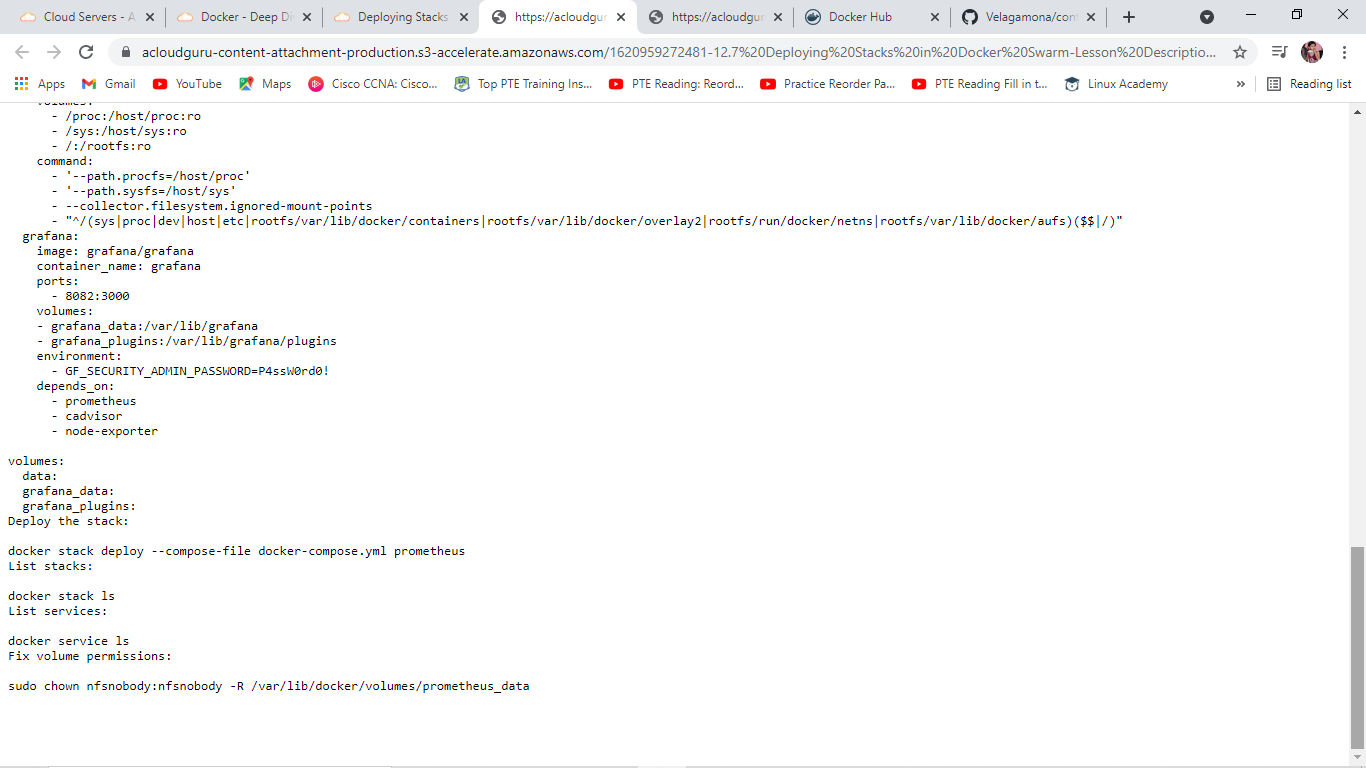 Cloud Servers - A
Docker - Deep Di
Deploying Stacks
https://acloudgur
https://acloudgur
Docker Hub
Velagamona/cont
acloudguru-content-attachment-production.s3-accelerate.amazonaws.com/1620959272481-12.7%20Deploying%20Stacks%20in%20Docker%20Swarm-Lesson%20Descriptio...
Apps
Gmail
YouTube
Maps
Cisco CCNA: Cisco...
Top PTE Training Ins...
PTE Reading: Reord...
Practice Reorder Pa...
PTE Reading Fill in t...
Linux Academy
»
Reading list
volumes:
- /proc:/host/proc:ro
- /sys:/host/sys:ro
- /:/rootfs:ro
command:
- '--path.procfs=/host/proc'
- '--path.sysfs=/host/sys'
- --collector.filesystem.ignored-mount-points
- "^/(sys|proc|dev|host|etc|rootfs/var/lib/docker/containers|rootfs/var/lib/docker/overlay2|rootfs/run/docker/netns|rootfs/var/lib/docker/aufs)($$|/)"
grafana:
image: grafana/grafana
container_name: grafana
ports:
- 8082:3000
volumes:
- grafana_data:/var/lib/grafana
- grafana_plugins:/var/lib/grafana/plugins
environment:
- GF_SECURITY_ADMIN_PASSWORD=P4ssW0rd0!
depends_on:
- prometheus
- cadvisor
- node-exporter
volumes:
data:
grafana_data:
grafana_plugins:
Deploy the stack:
docker stack deploy --compose-file docker-compose.yml prometheus
List stacks:
docker stack ls
List services:
docker service ls
Fix volume permissions:
sudo chown nfsnobody:nfsnobody -R /var/lib/docker/volumes/prometheus_data